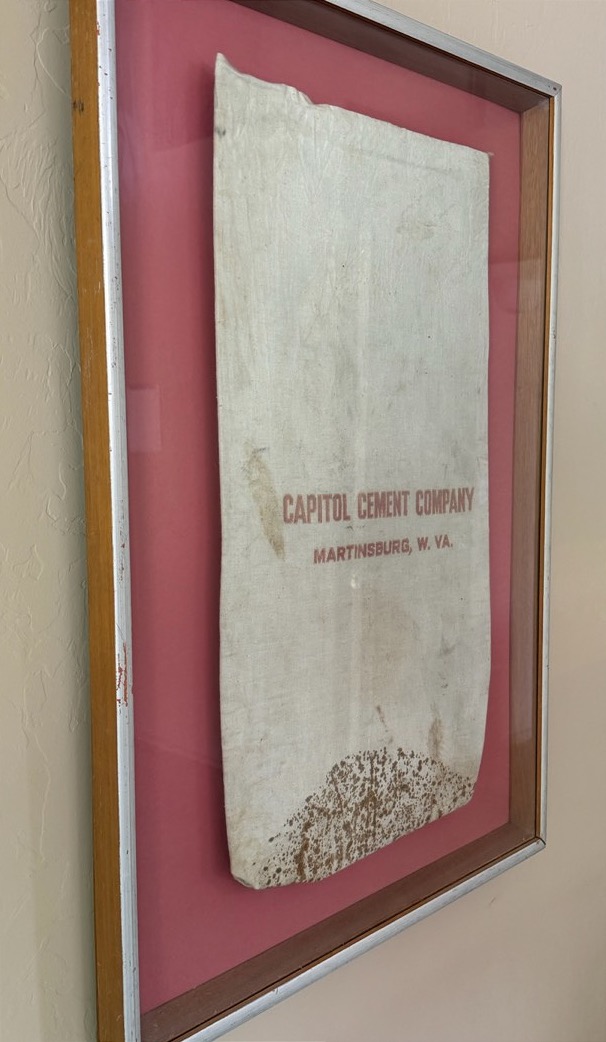 CAPITOL CEMENT COMPANY
MARTINSBURG, W. VA.